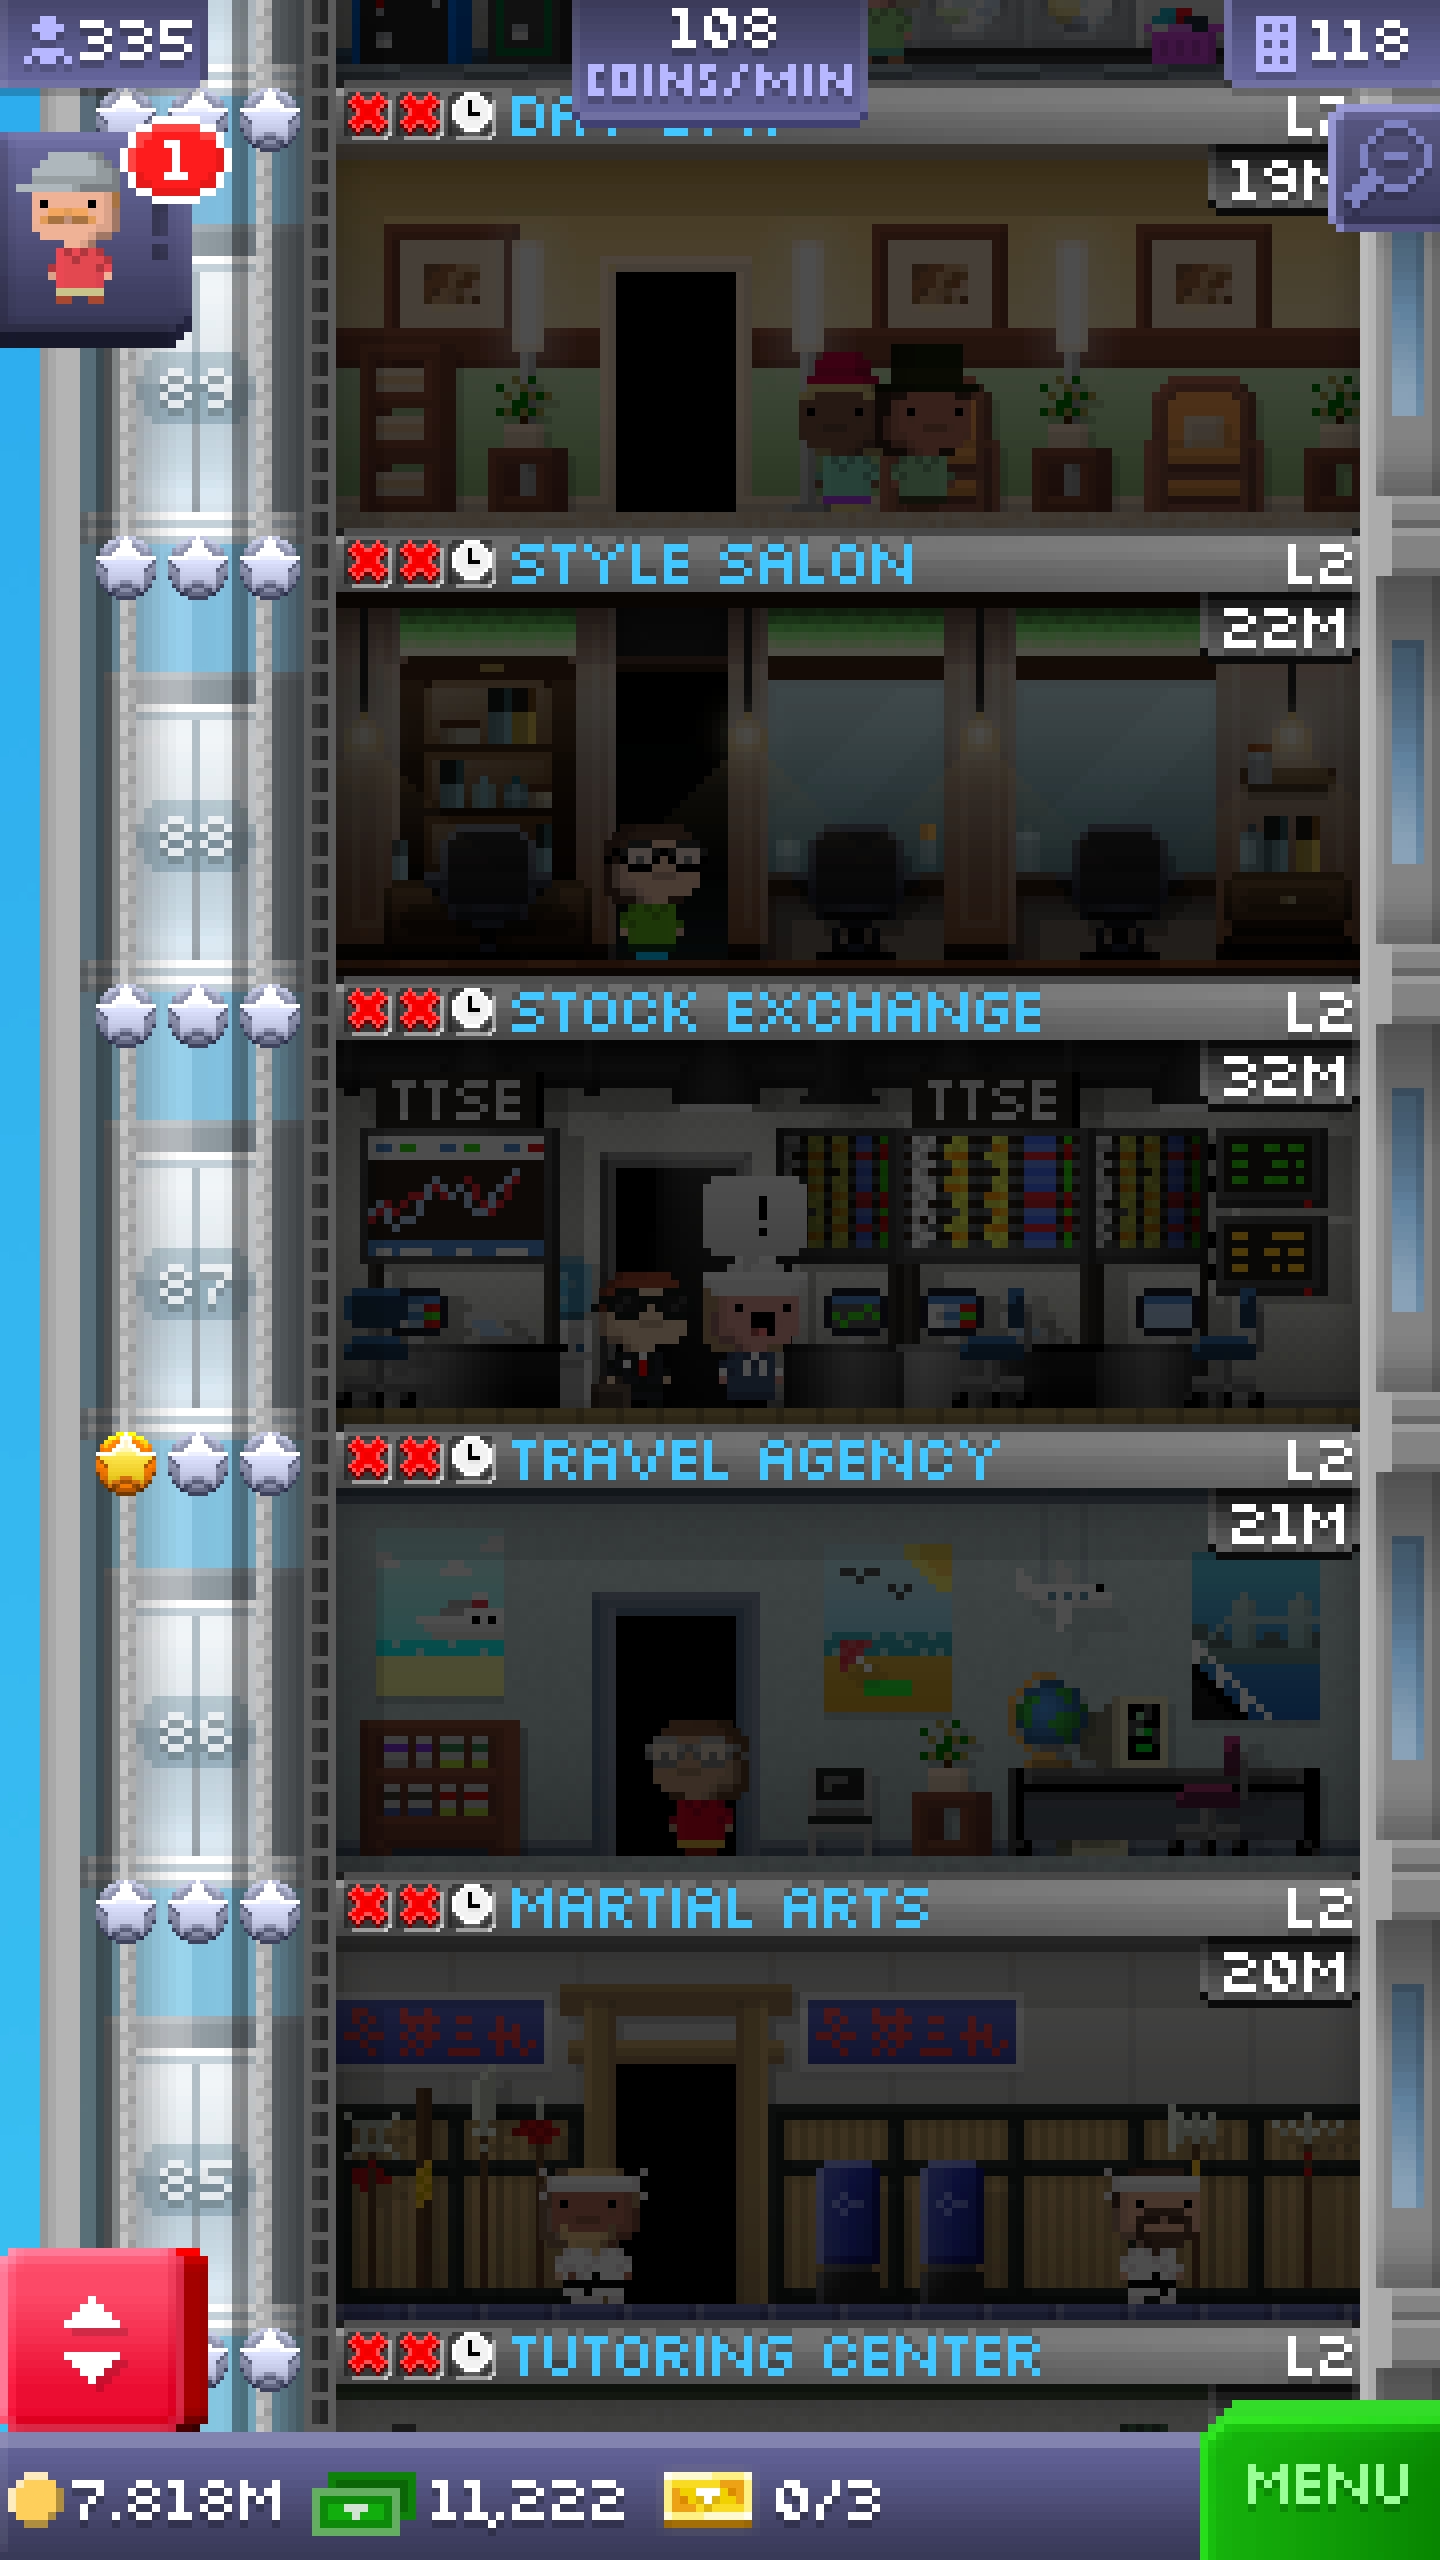 335
108
COINS/MIN
118
1
L2
19M
89
STYLE SALON
L2
22M
88
STOCK EXCHANGE
L2
32M
TTSE
TTSE
!
87
TRAVEL AGENCY
L2
21M
86
MARTIAL ARTS
L2
20M
85
TUTORING CENTER
L2
7.818M
11,222
0/3
MENU